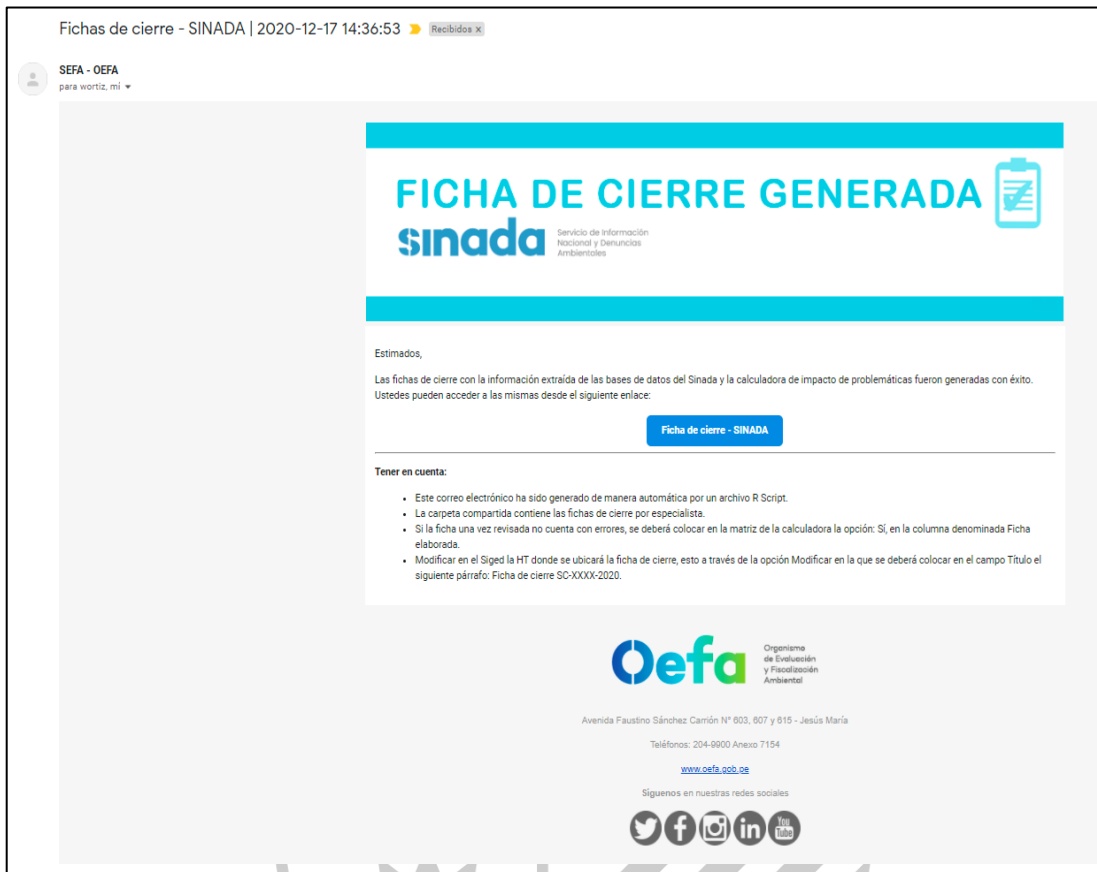 Fichas de cierre - SINADA | 2020-12-17 14:36:53
Recibidos x
SEFA - OEFA
para wortiz, mi
FICHA DE CIERRE GENERADA
sinada
Servicio de Información
Nacional y Denuncias
Ambientales
Estimados,
Las fichas de cierre con la información extraída de las bases de datos del Sinada y la calculadora de impacto de problemáticas fueron generadas con éxito.
Ustedes pueden acceder a las mismas desde el siguiente enlace:
Ficha de cierre - SINADA
Tener en cuenta:
• Este correo electrónico ha sido generado de manera automática por un archivo R Script.
• La carpeta compartida contiene las fichas de cierre por especialista.
• Si la ficha una vez revisada no cuenta con errores, se deberá colocar en la matriz de la calculadora la opción: Sí, en la columna denominada Ficha
elaborada.
• Modificar en el Siged la HT donde se ubicará la ficha de cierre, esto a través de la opción Modificar en la que se deberá colocar en el campo Título el
siguiente párrafo: Ficha de cierre SC-XXXX-2020.
Oefa
Organismo
de Evaluación
y Fiscalización
Ambiental
Avenida Faustino Sánchez Carrión N° 603, 607 y 615 - Jesús María
Teléfonos: 204-9900 Anexo 7154
www.oefa.gob.pe
Síguenos en nuestras redes sociales
You
Tube